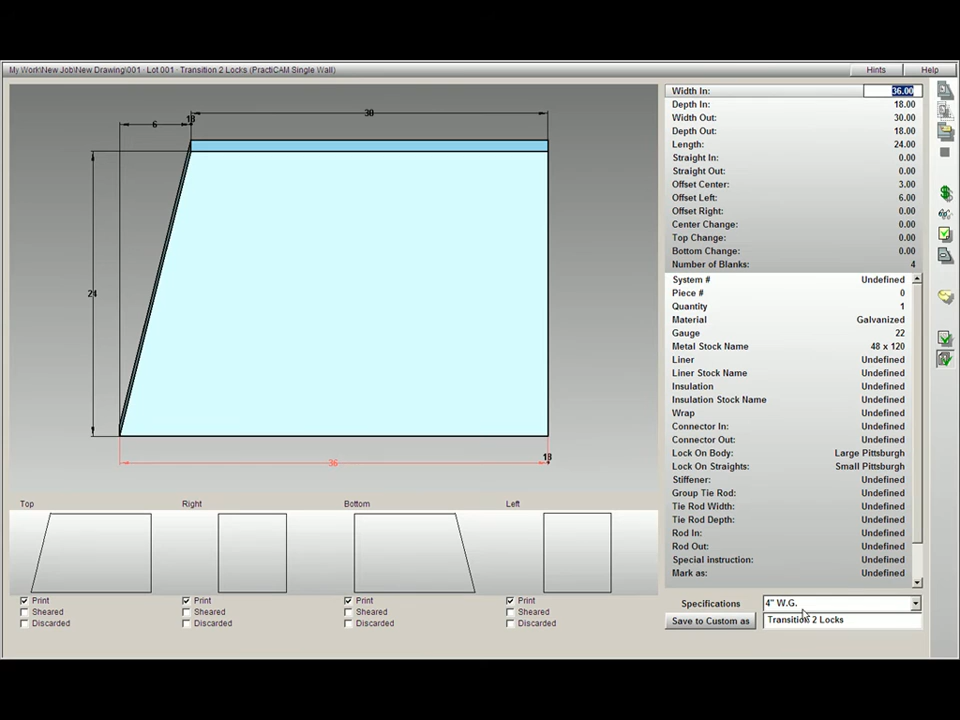 My Work\New Job\New Drawing\001 - Lot 001 - Transition 2 Locks (PractiCAM Single Wall)
Hints
Help
Width In: 36.00
Depth In: 18.00
Width Out: 30.00
Depth Out: 18.00
Length: 24.00
Straight In: 0.00
Straight Out: 0.00
Offset Center: 3.00
Offset Left: 6.00
Offset Right: 0.00
Center Change: 0.00
Top Change: 0.00
Bottom Change: 0.00
Number of Blanks: 4
System # Undefined
Piece # 0
Quantity 1
Material Galvanized
Gauge 22
Metal Stock Name 48 x 120
Liner Undefined
Liner Stock Name Undefined
Insulation Undefined
Insulation Stock Name Undefined
Wrap Undefined
Connector In: Undefined
Connector Out: Undefined
Lock On Body: Large Pittsburgh
Lock On Straights: Small Pittsburgh
Stiffener: Undefined
Group Tie Rod: Undefined
Tie Rod Width: Undefined
Tie Rod Depth: Undefined
Rod In: Undefined
Rod Out: Undefined
Special instruction: Undefined
Mark as: Undefined
Specifications 4" W.G.
Save to Custom as Transition 2 Locks
30
6
18
24
36
18
Top Right Bottom Left
Print Print Print Print
Sheared Sheared Sheared Sheared
Discarded Discarded Discarded Discarded